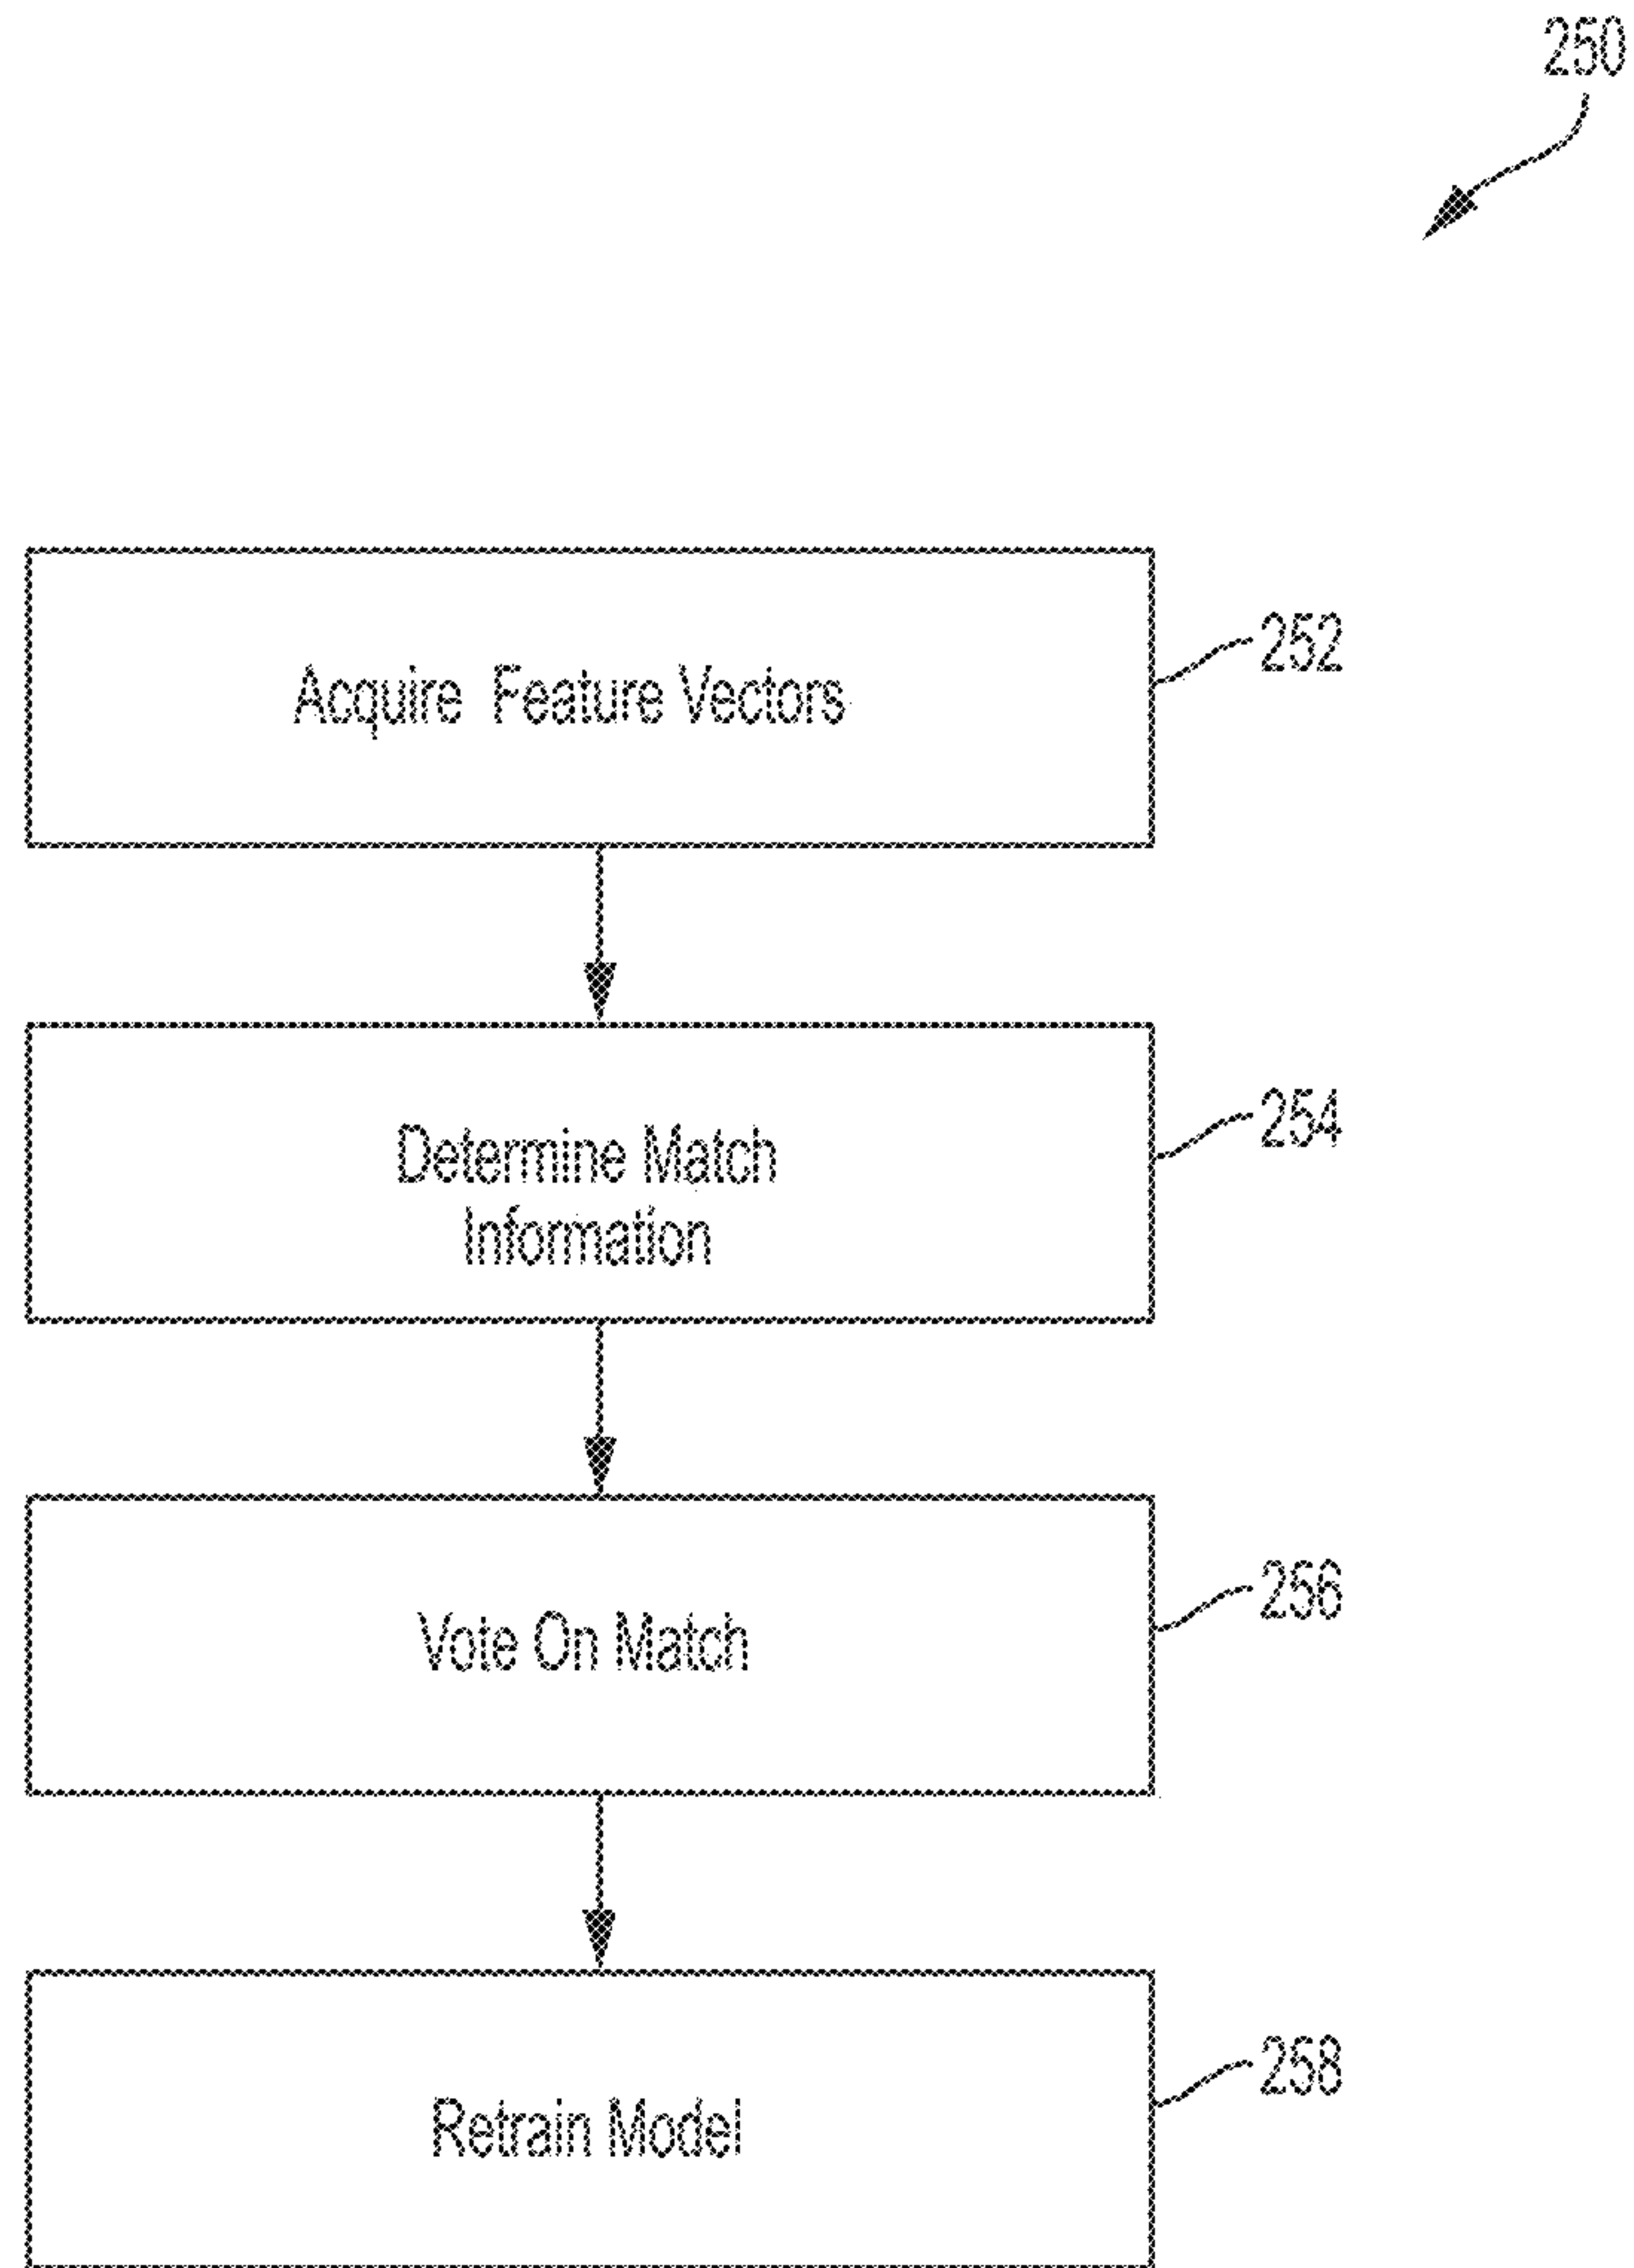 250
Acquire Feature Vectors
252
Determine Match
Information
254
Vote On Match
256
Retrain Model
258